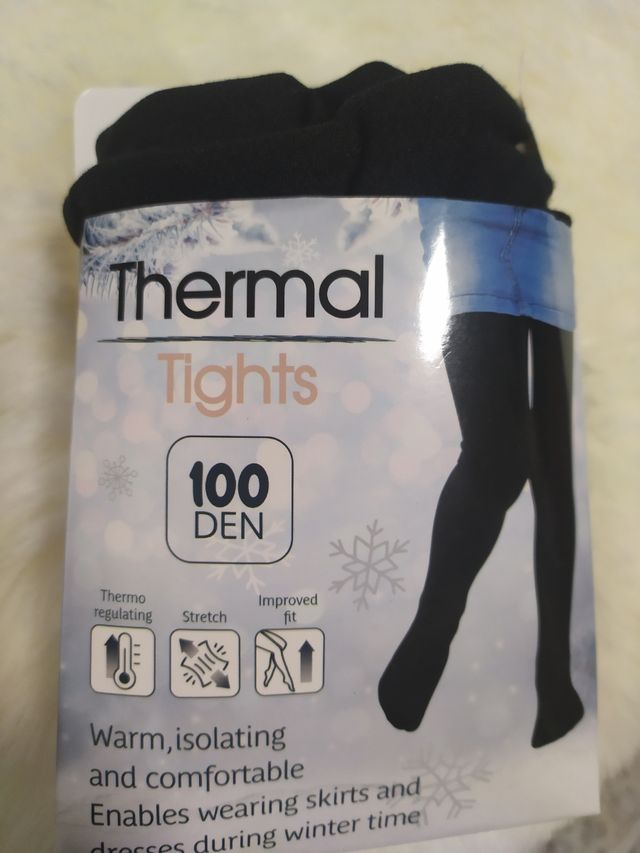 Thermal
Tights
100
DEN
Thermo
regulating
Stretch
Improved
fit
Warm, isolating
and comfortable
Enables wearing skirts and
dresses during winter time